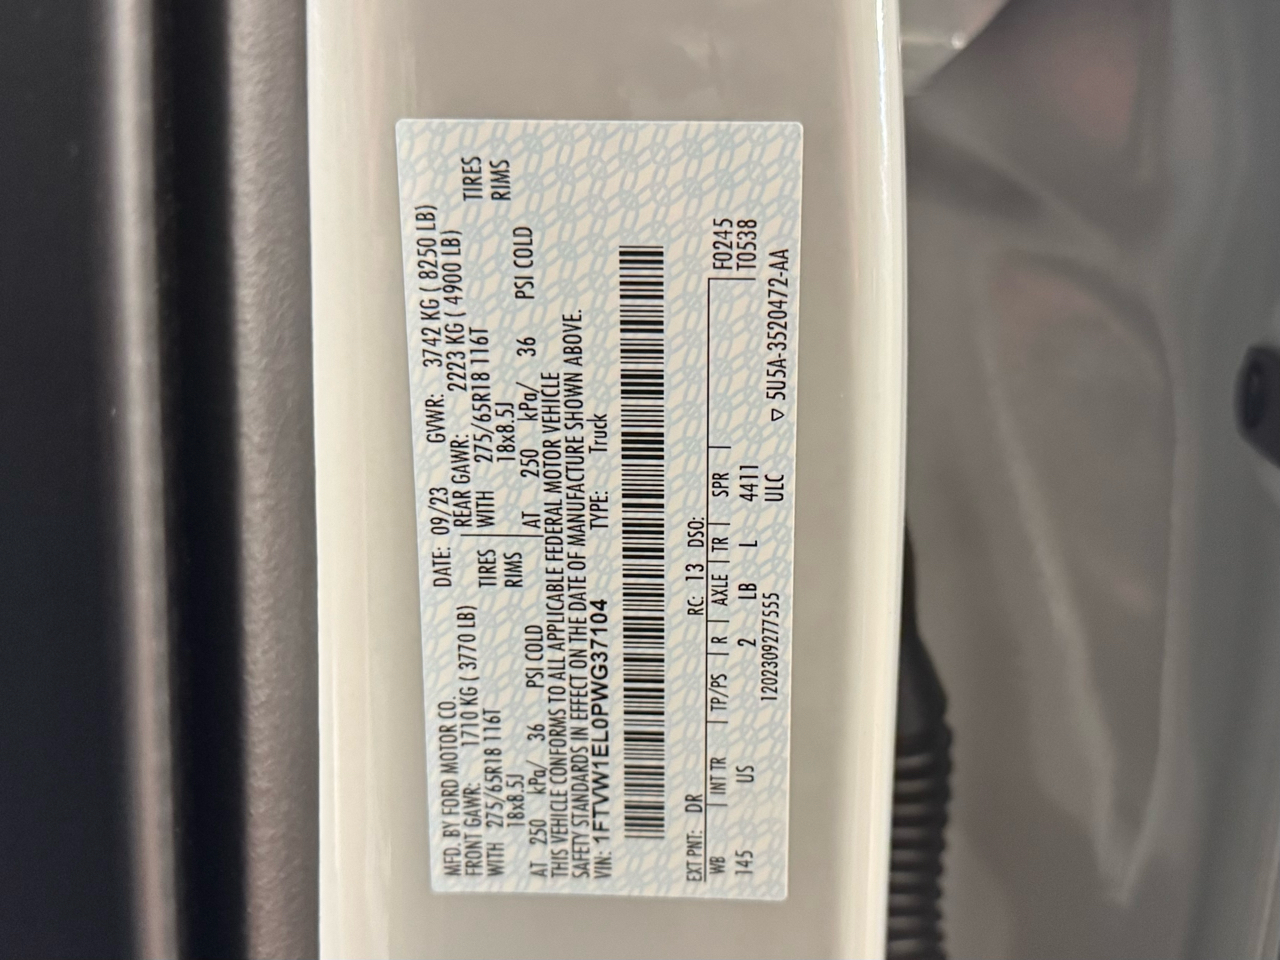 MFD. BY FORD MOTOR CO. DATE: 09/23 GVWR: 3742 KG ( 8250 LB)
FRONT GAWR: 1710 KG ( 3770 LB) REAR GAWR: 2223 KG ( 4900 LB)
WITH 275/65R18 116T TIRES WITH 275/65R18 116T TIRES
18x8.5J RIMS 18x8.5J RIMS
AT 250 kPa/ 36 PSI COLD AT 250 kPa/ 36 PSI COLD
THIS VEHICLE CONFORMS TO ALL APPLICABLE FEDERAL MOTOR VEHICLE
SAFETY STANDARDS IN EFFECT ON THE DATE OF MANUFACTURE SHOWN ABOVE.
VIN: 1FTVW1EL0PWG37104 TYPE: Truck
EXT PNT: DR RC: 13 DSO:
WB INT TR TP/PS R AXLE TR SPR F0245
145 US 2 LB L 4411 T0538
1202309277555 ULC ▽ 5U5A-3520472-AA